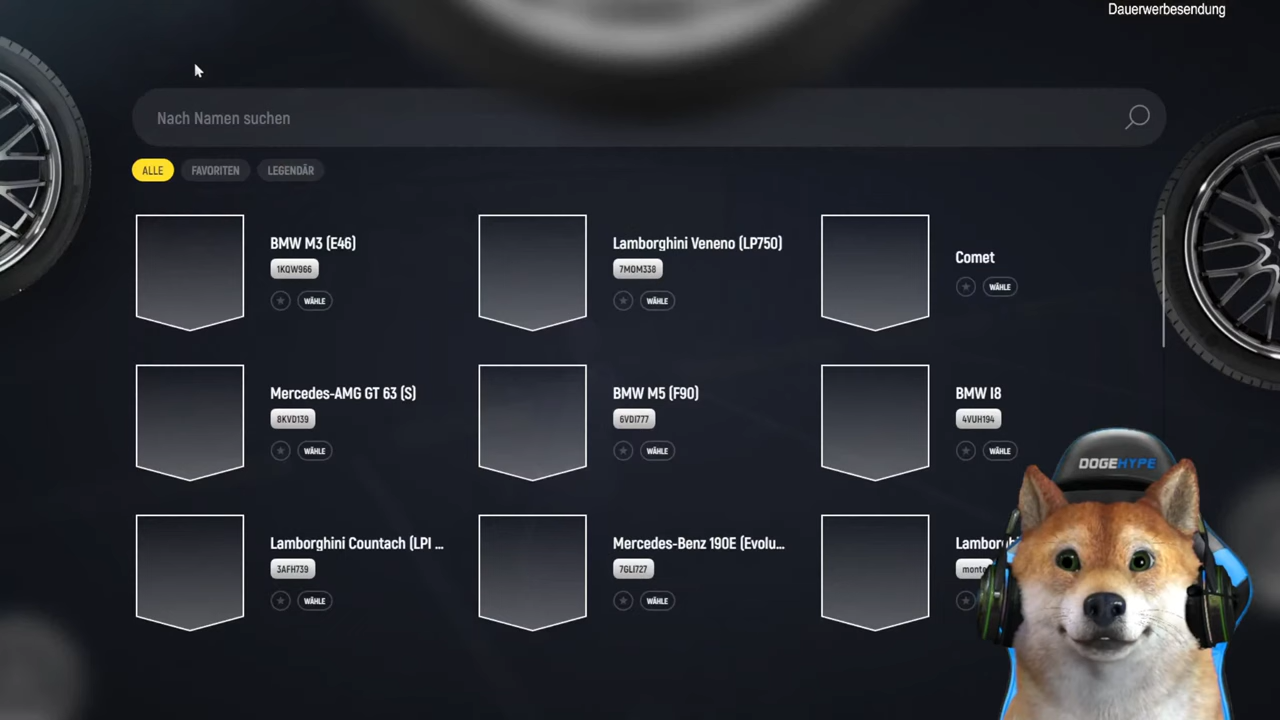 Dauerwerbesendung
Nach Namen suchen
ALLE
FAVORITEN
LEGENDÄR
BMW M3 (E46)
1KQW966
WÄHLE
Lamborghini Veneno (LP750)
7MOM338
WÄHLE
Comet
WÄHLE
Mercedes-AMG GT 63 (S)
8KVD139
WÄHLE
BMW M5 (F90)
6VDI777
WÄHLE
BMW I8
4VUH194
WÄHLE
Lamborghini Countach (LPI ...
3AFH739
WÄHLE
Mercedes-Benz 190E (Evolu...
7GLI727
WÄHLE
DOGEHYPE